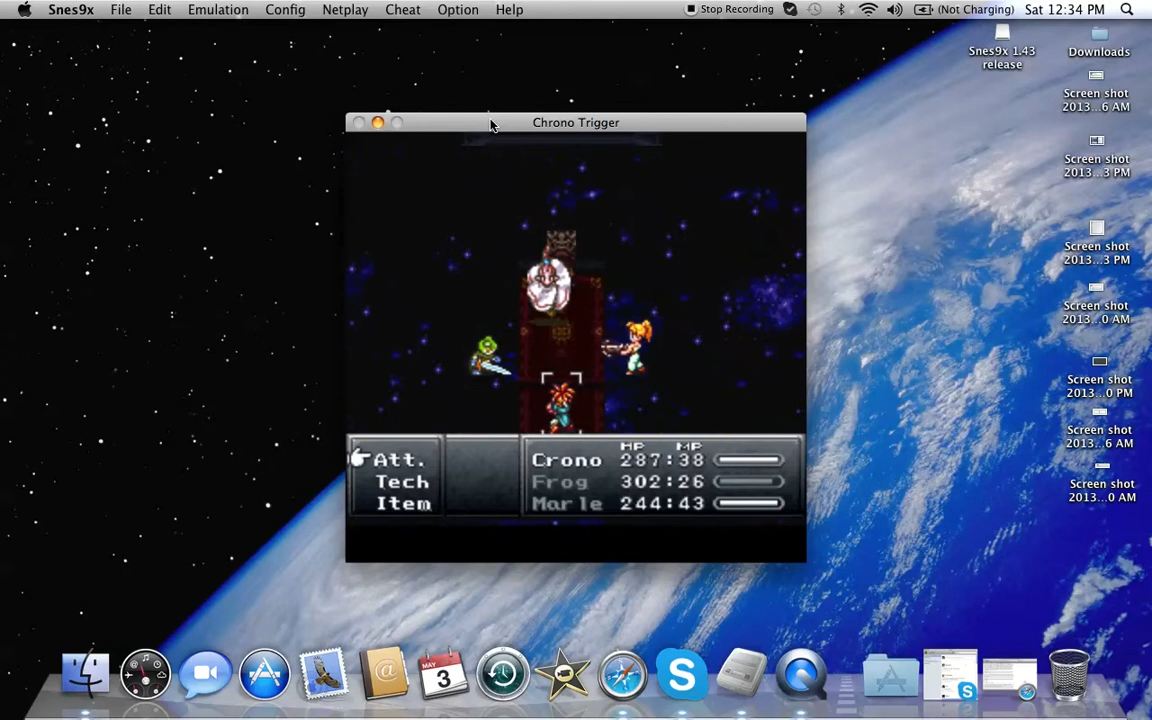 Snes9x File Edit Emulation Config Netplay Cheat Option Help Stop Recording (Not Charging) Sat 12:34 PM
Snes9x 1.43
release
Downloads
Screen shot
2013...6 AM
Screen shot
2013...3 PM
Screen shot
2013...3 PM
Screen shot
2013...0 AM
Screen shot
2013...0 PM
Screen shot
2013...6 AM
Screen shot
2013...0 AM
Chrono Trigger
HP MP
Att. Crono 287:38
Tech Frog 302:26
Item Marle 244:43
MAY
3